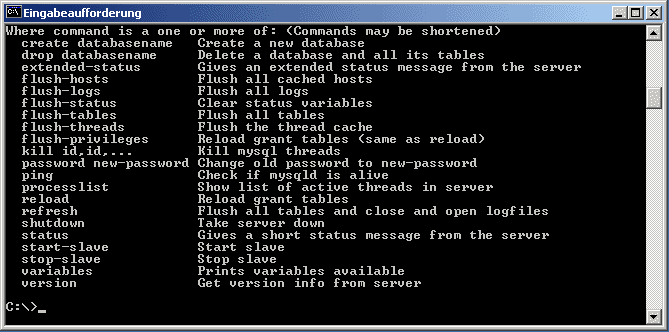 Eingabeaufforderung
Where command is a one or more of: (Commands may be shortened)
  create databasename   Create a new database
  drop databasename     Delete a database and all its tables
  extended-status       Gives an extended status message from the server
  flush-hosts           Flush all cached hosts
  flush-logs            Flush all logs
  flush-status          Clear status variables
  flush-tables          Flush all tables
  flush-threads         Flush the thread cache
  flush-privileges      Reload grant tables (same as reload)
  kill id,id,...        Kill mysql threads
  password new-password Change old password to new-password
  ping                  Check if mysqld is alive
  processlist           Show list of active threads in server
  reload                Reload grant tables
  refresh               Flush all tables and close and open logfiles
  shutdown              Take server down
  status                Gives a short status message from the server
  start-slave           Start slave
  stop-slave            Stop slave
  variables             Prints variables available
  version               Get version info from server
C:\>_